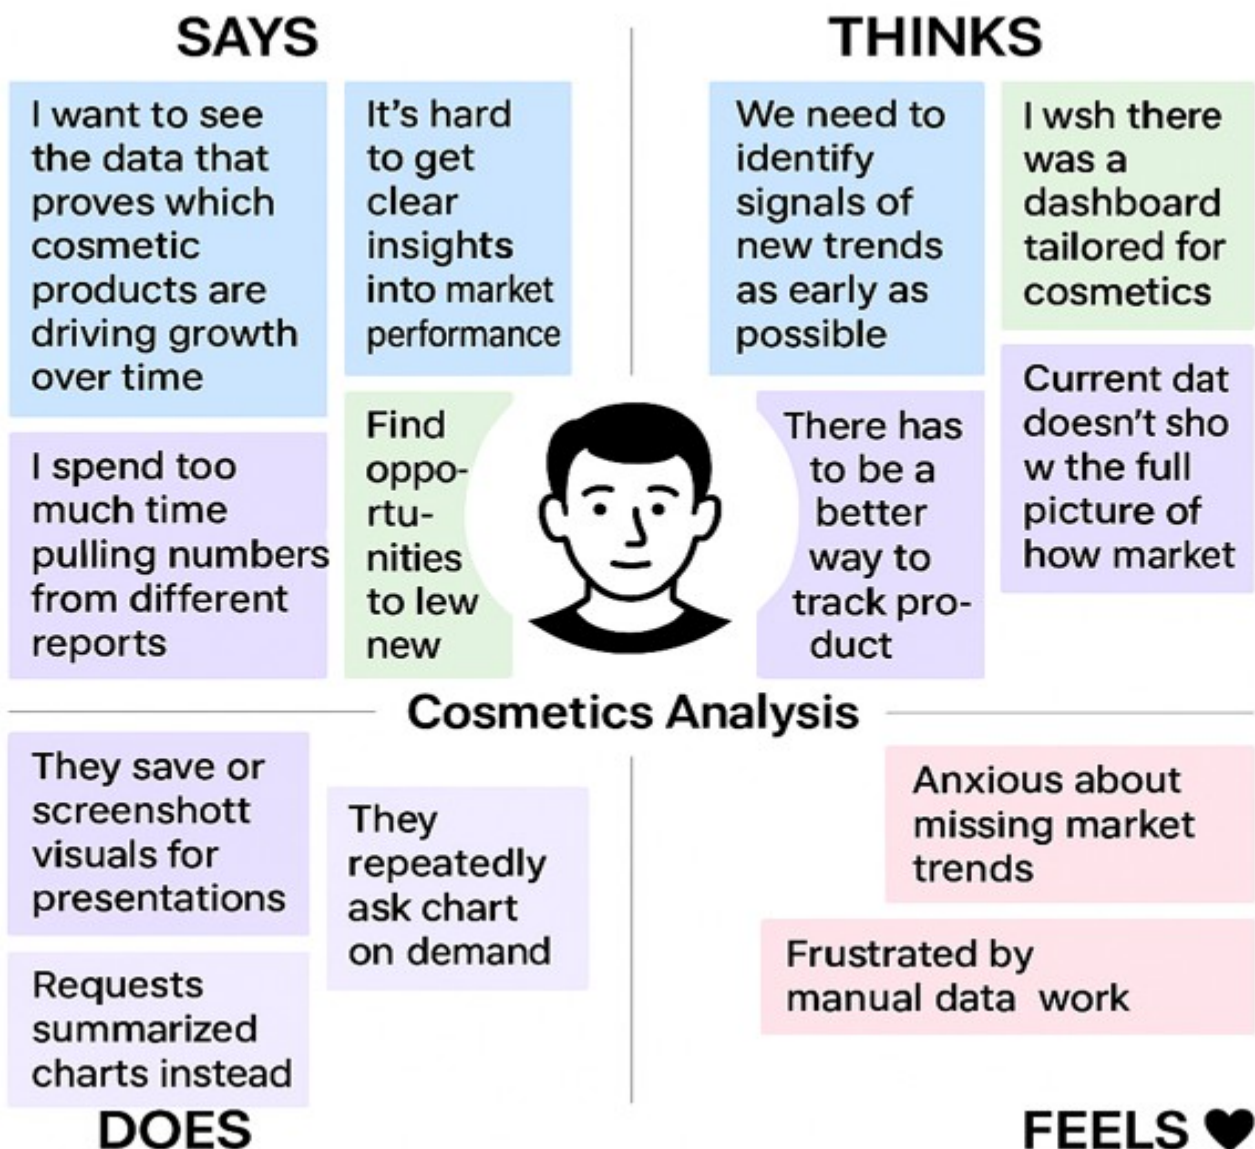 SAYS
I want to see
the data that
proves which
cosmetic
products are
driving growth
over time
It's hard
to get
clear
insights
into market
performance
I spend too
much time
pulling numbers
from different
reports
Find
oppo-
rtu-
nities
to lew
new
THINKS
We need to
identify
signals of
new trends
as early as
possible
I wsh there
was a
dashboard
tailored for
cosmetics
There has
to be a
better
way to
track pro-
duct
Current dat
doesn't sho
w the full
picture of
how market
Cosmetics Analysis
They save or
screenshott
visuals for
presentations
They
repeatedly
ask chart
on demand
Requests
summarized
charts instead
DOES
Anxious about
missing market
trends
Frustrated by
manual data work
FEELS